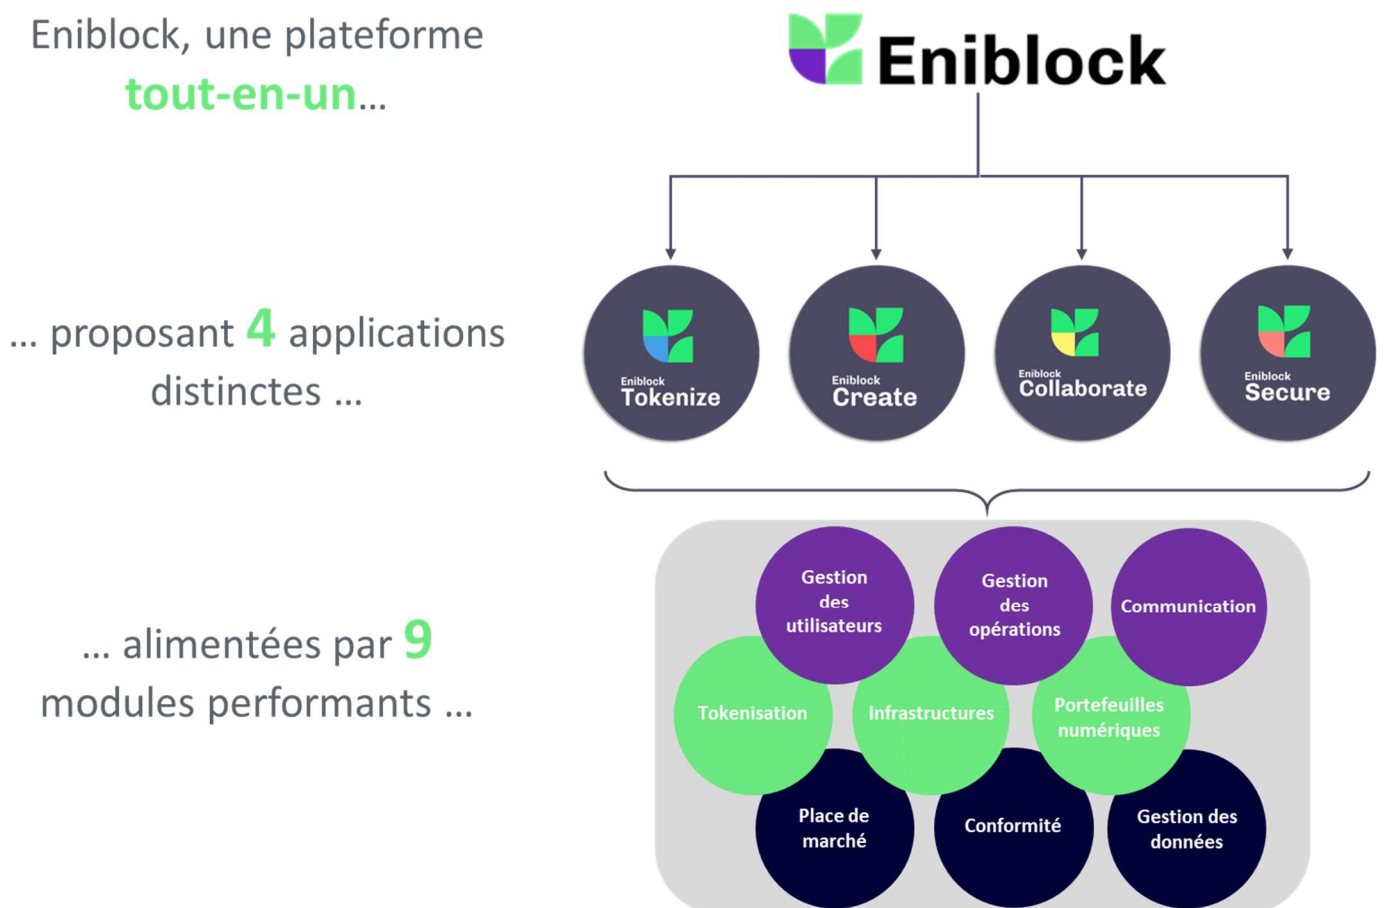 Eniblock, une plateforme
tout-en-un...
Eniblock
... proposant 4 applications
distinctes ...
Eniblock
Tokenize
Eniblock
Create
Eniblock
Collaborate
Eniblock
Secure
... alimentées par 9
modules performants ...
Gestion
des
utilisateurs
Gestion
des
opérations
Communication
Tokenisation
Infrastructures
Portefeuilles
numériques
Place de
marché
Conformité
Gestion des
données